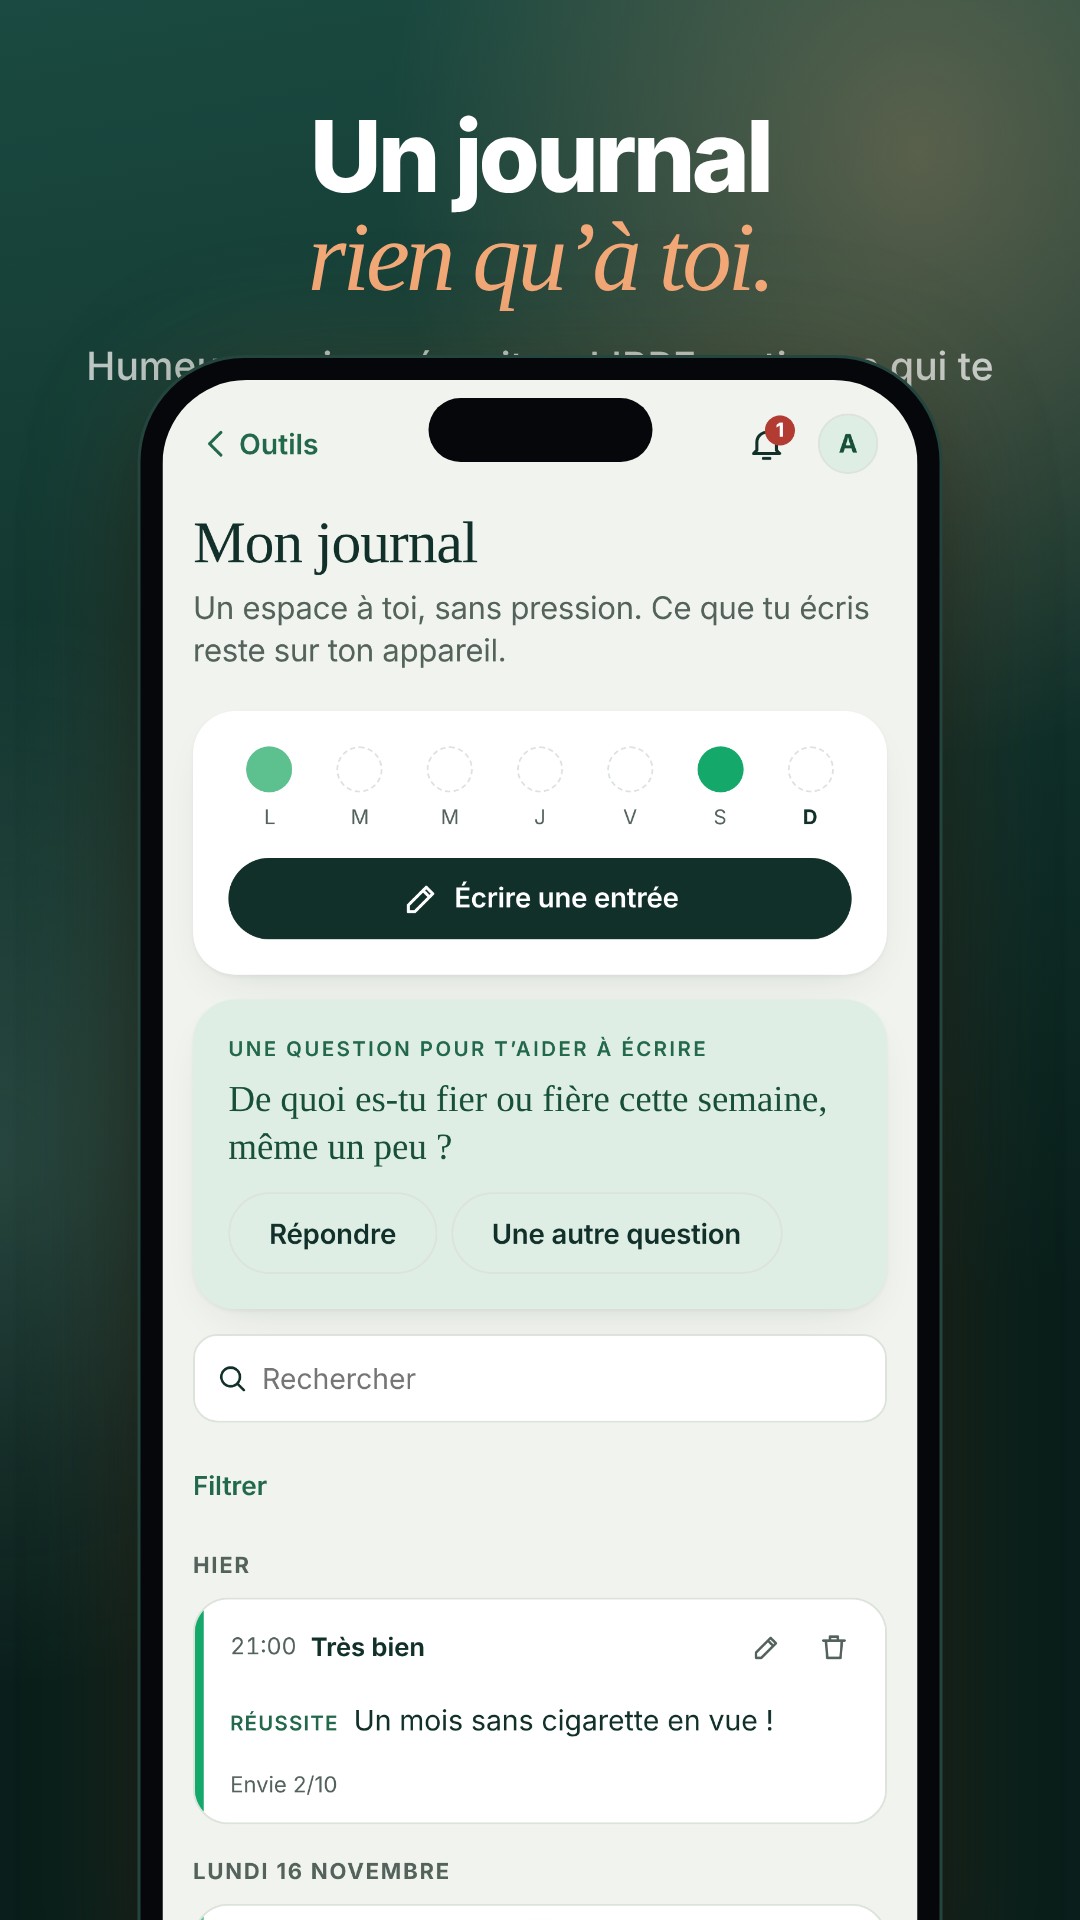 Un journal
rien qu’à toi.
qui te
Outils
1
A
Mon journal
Un espace à toi, sans pression. Ce que tu écris
reste sur ton appareil.
L M M J V S D
Écrire une entrée
UNE QUESTION POUR T’AIDER À ÉCRIRE
De quoi es-tu fier ou fière cette semaine,
même un peu ?
Répondre Une autre question
Rechercher
Filtrer
HIER
21:00 Très bien
RÉUSSITE Un mois sans cigarette en vue !
Envie 2/10
LUNDI 16 NOVEMBRE